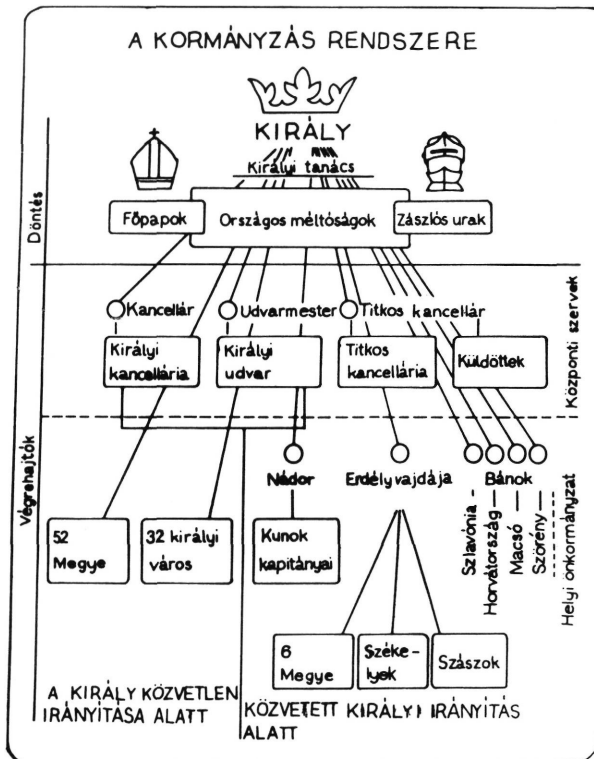 A KORMÁNYZÁS RENDSZERE
KIRÁLY
Királyi tanács
Főpapok
Országos méltóságok
Zászlós urak
Döntés
Kancellár
Udvarmester
Titkos kancellár
Királyi
kancellária
Királyi
udvar
Titkos
kancellária
Küldöttek
Központi szervek
Végrehajtók
Nádor
Erdély vajdája
Bánok
52
Megye
32 királyi
város
Kunok
kapitányai
Szlavónia
Horvátország
Macsó
Szörény
Helyi önkormányzat
6
Megye
Széke-
lyek
Szászok
A KIRÁLY KÖZVETLEN
IRÁNYÍTÁSA ALATT
KÖZVETETT KIRÁLYI IRÁNYÍTÁS
ALATT